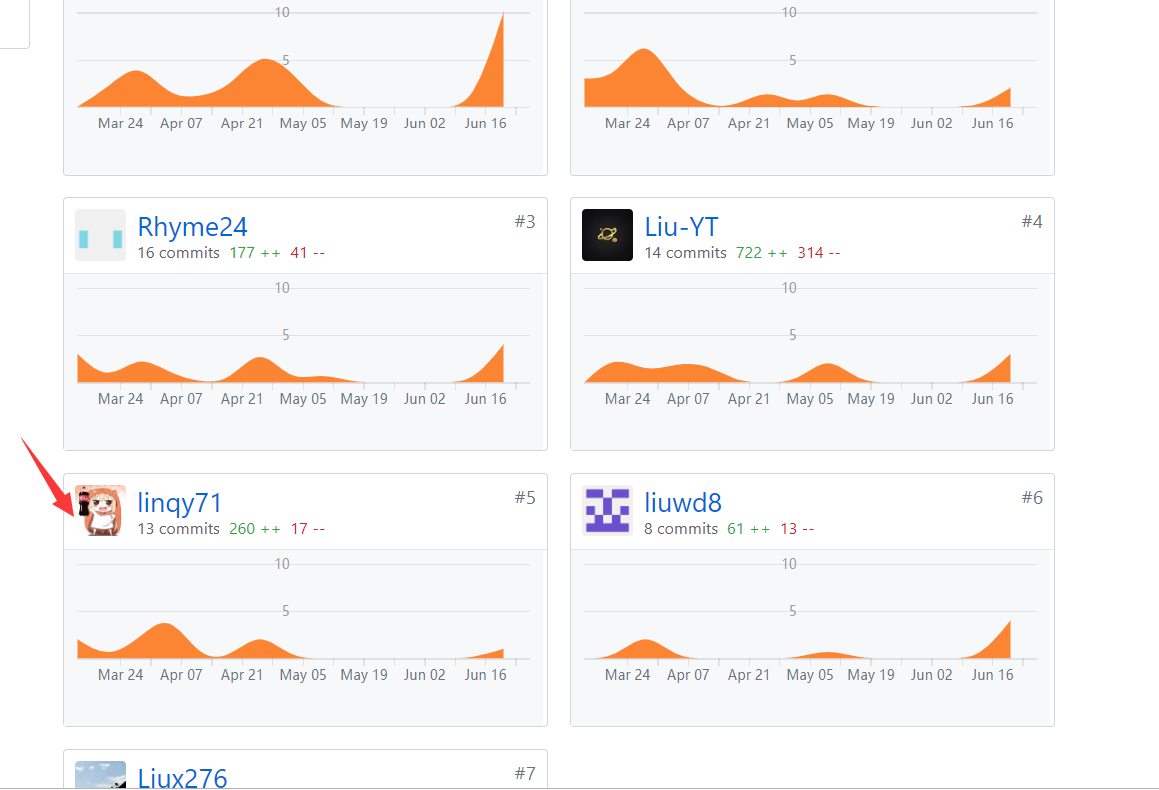 10
5
Mar 24 Apr 07 Apr 21 May 05 May 19 Jun 02 Jun 16
10
5
Mar 24 Apr 07 Apr 21 May 05 May 19 Jun 02 Jun 16
Rhyme24 #3
16 commits 177 ++ 41 --
10
5
Mar 24 Apr 07 Apr 21 May 05 May 19 Jun 02 Jun 16
Liu-YT #4
14 commits 722 ++ 314 --
10
5
Mar 24 Apr 07 Apr 21 May 05 May 19 Jun 02 Jun 16
linqy71 #5
13 commits 260 ++ 17 --
10
5
Mar 24 Apr 07 Apr 21 May 05 May 19 Jun 02 Jun 16
liuwd8 #6
8 commits 61 ++ 13 --
10
5
Mar 24 Apr 07 Apr 21 May 05 May 19 Jun 02 Jun 16
Liux276 #7